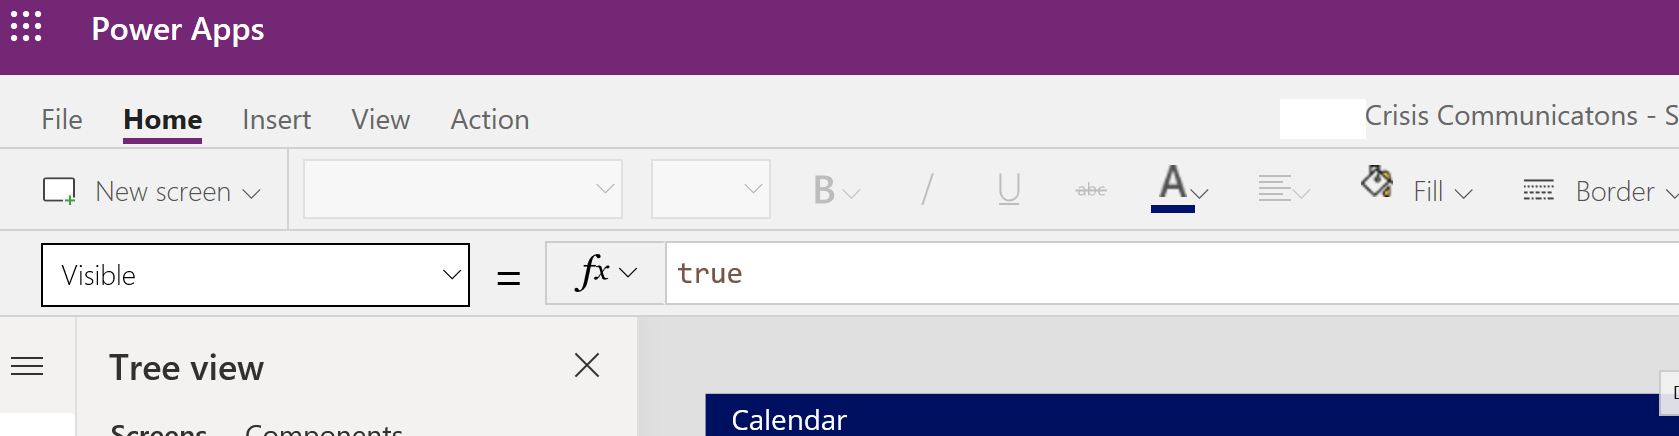 Power Apps
File Home Insert View Action Crisis Communicatons - S
New screen B / U abc A Fill Border
Visible = fx true
Tree view
Screens Components
Calendar